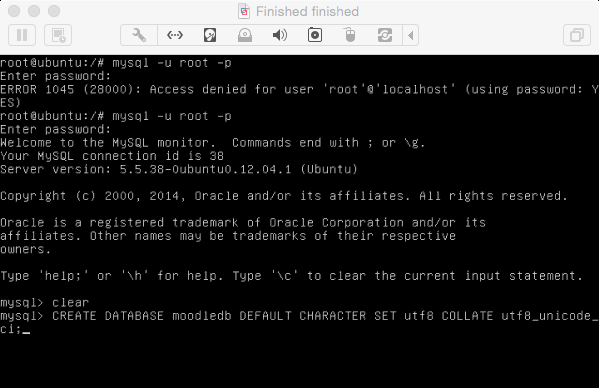 Finished finished
root@ubuntu:/# mysql -u root -p
Enter password:
ERROR 1045 (28000): Access denied for user 'root'@'localhost' (using password: Y
ES)
root@ubuntu:/# mysql -u root -p
Enter password:
Welcome to the MySQL monitor.  Commands end with ; or \g.
Your MySQL connection id is 38
Server version: 5.5.38-0ubuntu0.12.04.1 (Ubuntu)
Copyright (c) 2000, 2014, Oracle and/or its affiliates. All rights reserved.
Oracle is a registered trademark of Oracle Corporation and/or its
affiliates. Other names may be trademarks of their respective
owners.
Type 'help;' or '\h' for help. Type '\c' to clear the current input statement.
mysql> clear
mysql> CREATE DATABASE moodledb DEFAULT CHARACTER SET utf8 COLLATE utf8_unicode_
ci;_